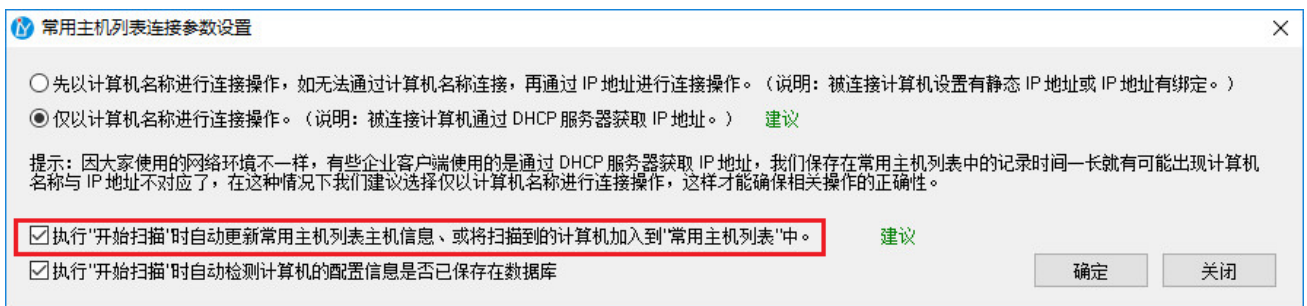 常用主机列表连接参数设置
先以计算机名称进行连接操作，如无法通过计算机名称连接，再通过 IP 地址进行连接操作。（说明：被连接计算机设置有静态 IP 地址或 IP 地址有绑定。）
仅以计算机名称进行连接操作。（说明：被连接计算机通过 DHCP 服务器获取 IP 地址。） 建议
提示：因大家使用的网络环境不一样，有些企业客户端使用的是通过 DHCP 服务器获取 IP 地址，我们保存在常用主机列表中的记录时间一长就有可能出现计算机
名称与 IP 地址不对应了，在这种情况下我们建议选择仅以计算机名称进行连接操作，这样才能确保相关操作的正确性。
执行"开始扫描"时自动更新常用主机列表主机信息、或将扫描到的计算机加入到"常用主机列表"中。 建议
执行"开始扫描"时自动检测计算机的配置信息是否已保存在数据库
确定 关闭